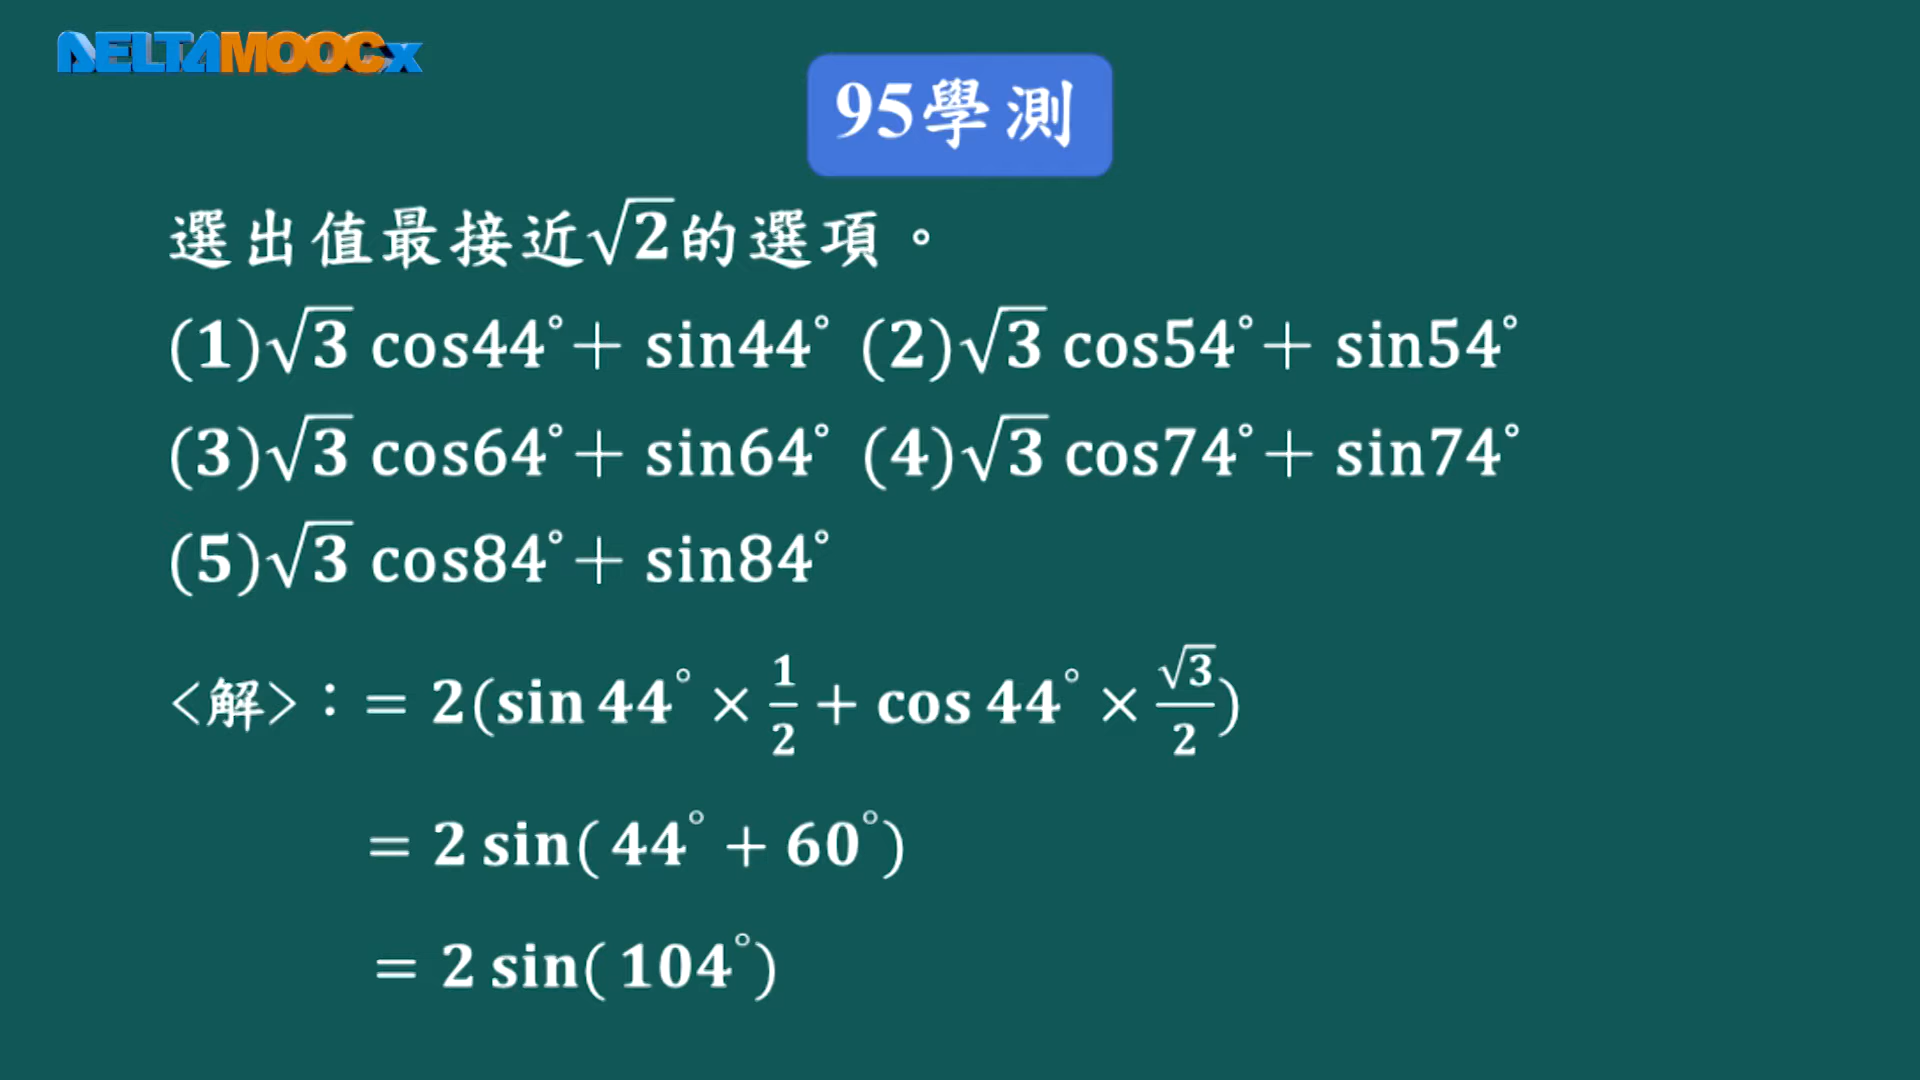 DELTAMOOCx
95學測
選出值最接近√2的選項。
(1)√3 cos44°+ sin44° (2)√3 cos54°+ sin54°
(3)√3 cos64°+ sin64° (4)√3 cos74°+ sin74°
(5)√3 cos84°+ sin84°
<解>：= 2(sin 44° × 1/2 + cos 44° × √3/2)
= 2 sin( 44° + 60°)
= 2 sin( 104°)